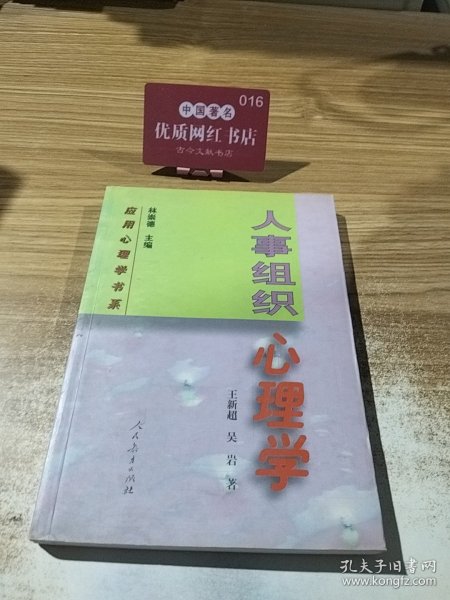 016
中国著名
优质网红书店
古今文献书店
林崇德 主编
应用心理学书系
人事组织
心理学
王新超 吴岩 著
人民教育出版社
孔夫子旧书网
www.kongfz.com